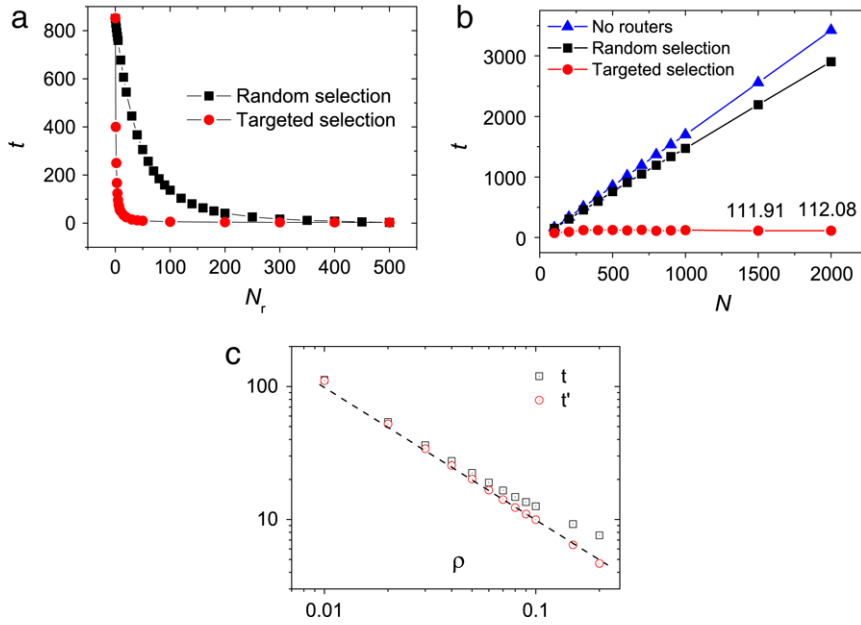 a
800
600
400
200
0
t
0 100 200 300 400 500
N_r
Random selection
Targeted selection
b
3000
2000
1000
0
t
0 500 1000 1500 2000
N
No routers
Random selection
Targeted selection
111.91 112.08
c
100
10
0.01 0.1
ρ
t
t'